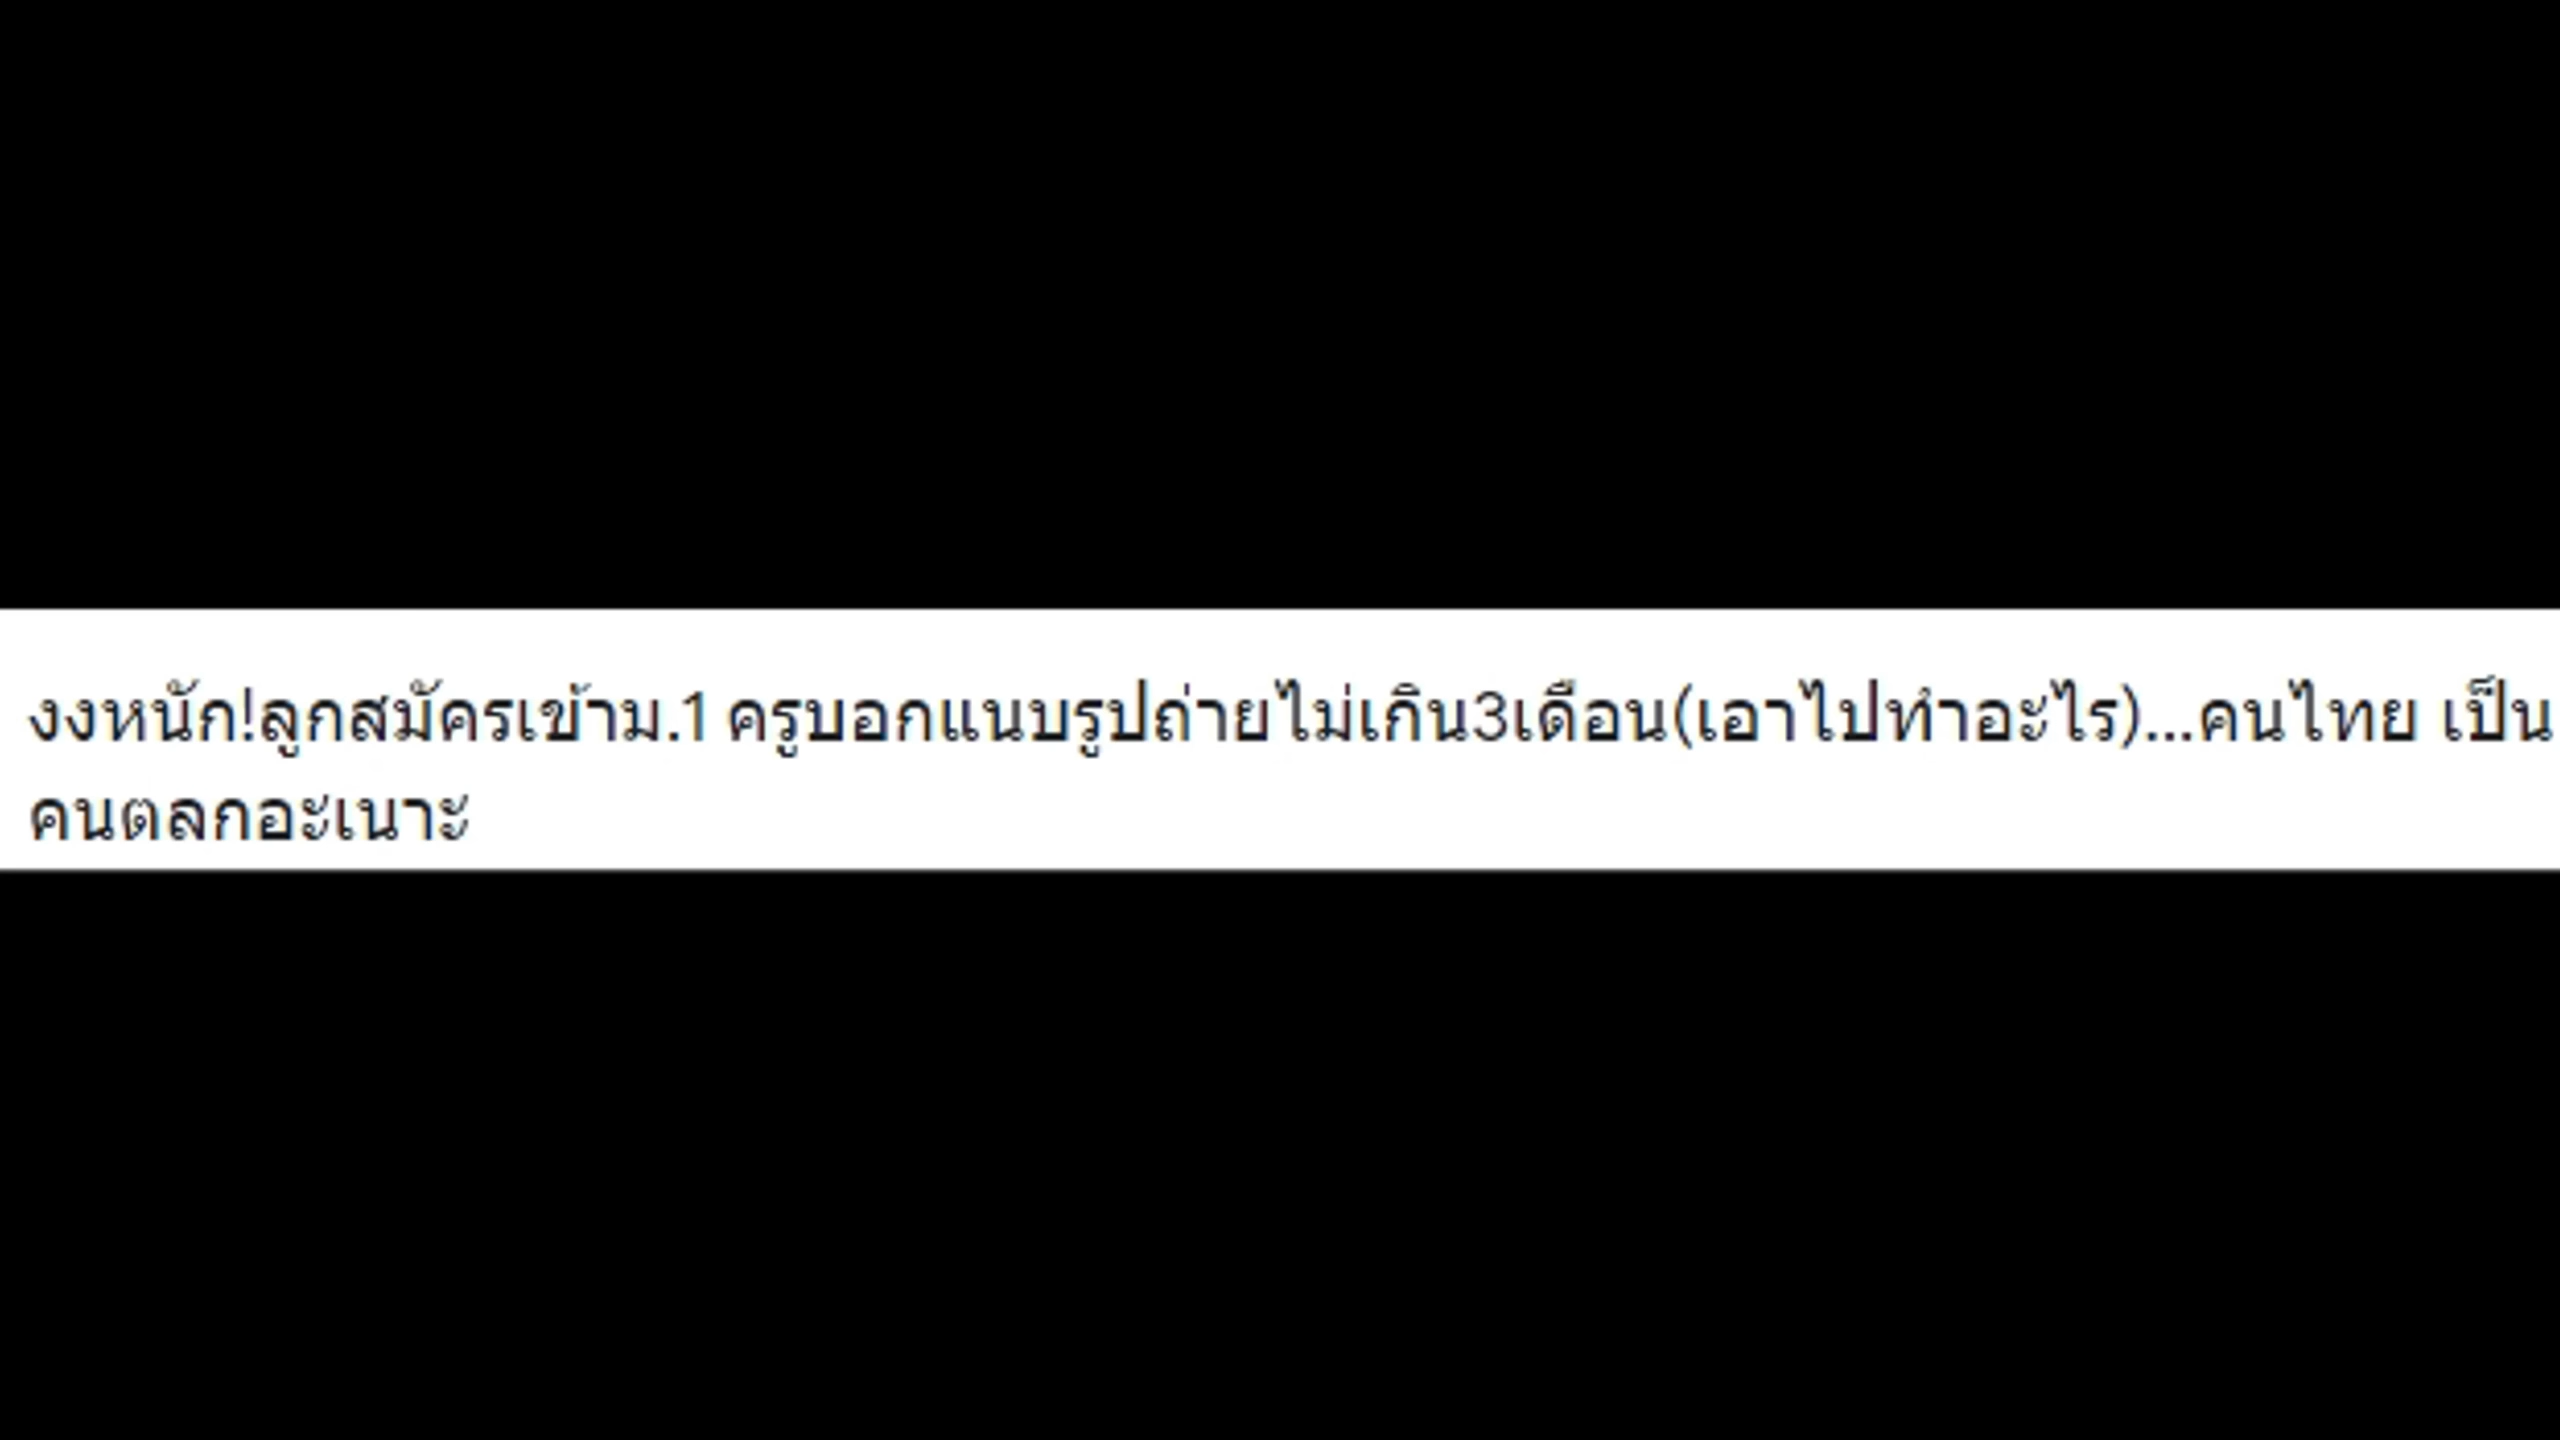 งงหนัก!ลูกสมัครเข้าม.1 ครูบอกแนบรูปถ่ายไม่เกิน3เดือน(เอาไปทำอะไร)...คนไทย เป็น
คนตลกอะเนาะ